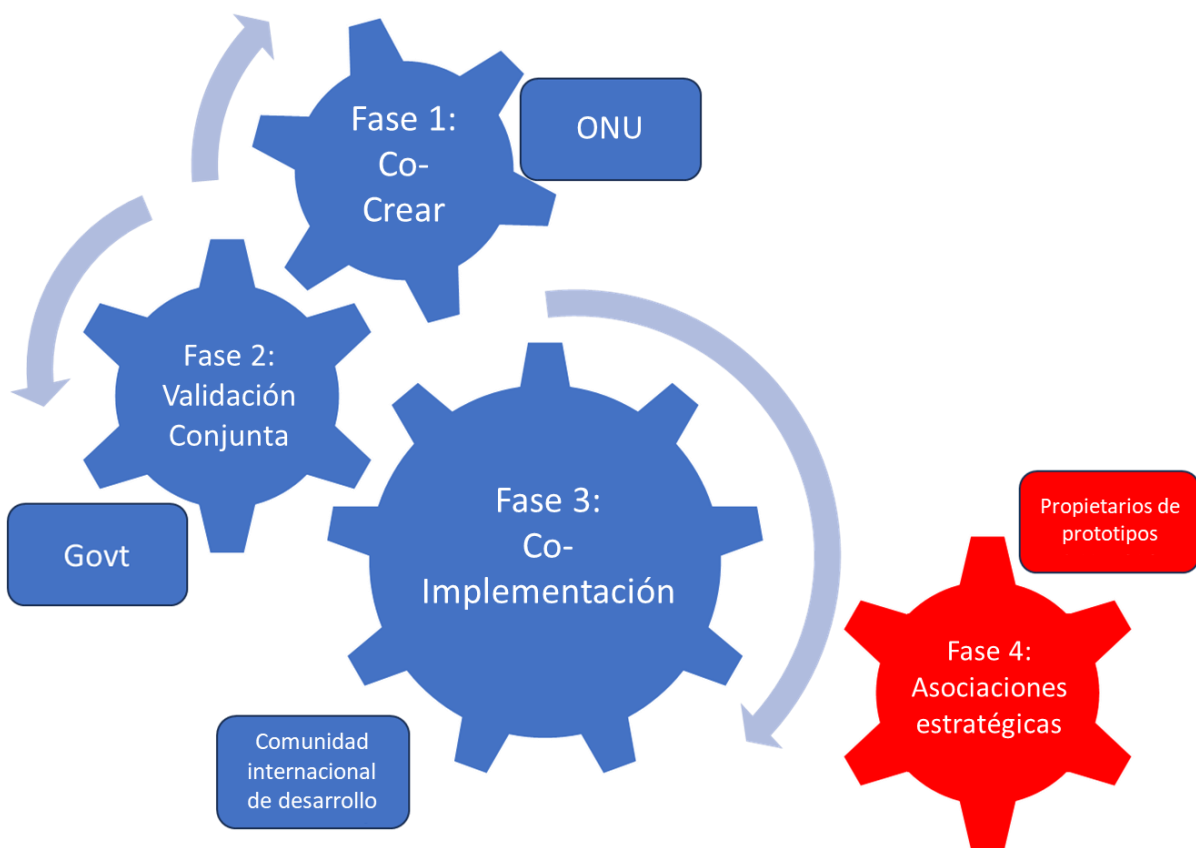 Fase 1:
Co-
Crear
ONU
Fase 2:
Validación
Conjunta
Govt
Fase 3:
Co-
Implementación
Comunidad
internacional
de desarrollo
Propietarios de
prototipos
Fase 4:
Asociaciones
estratégicas